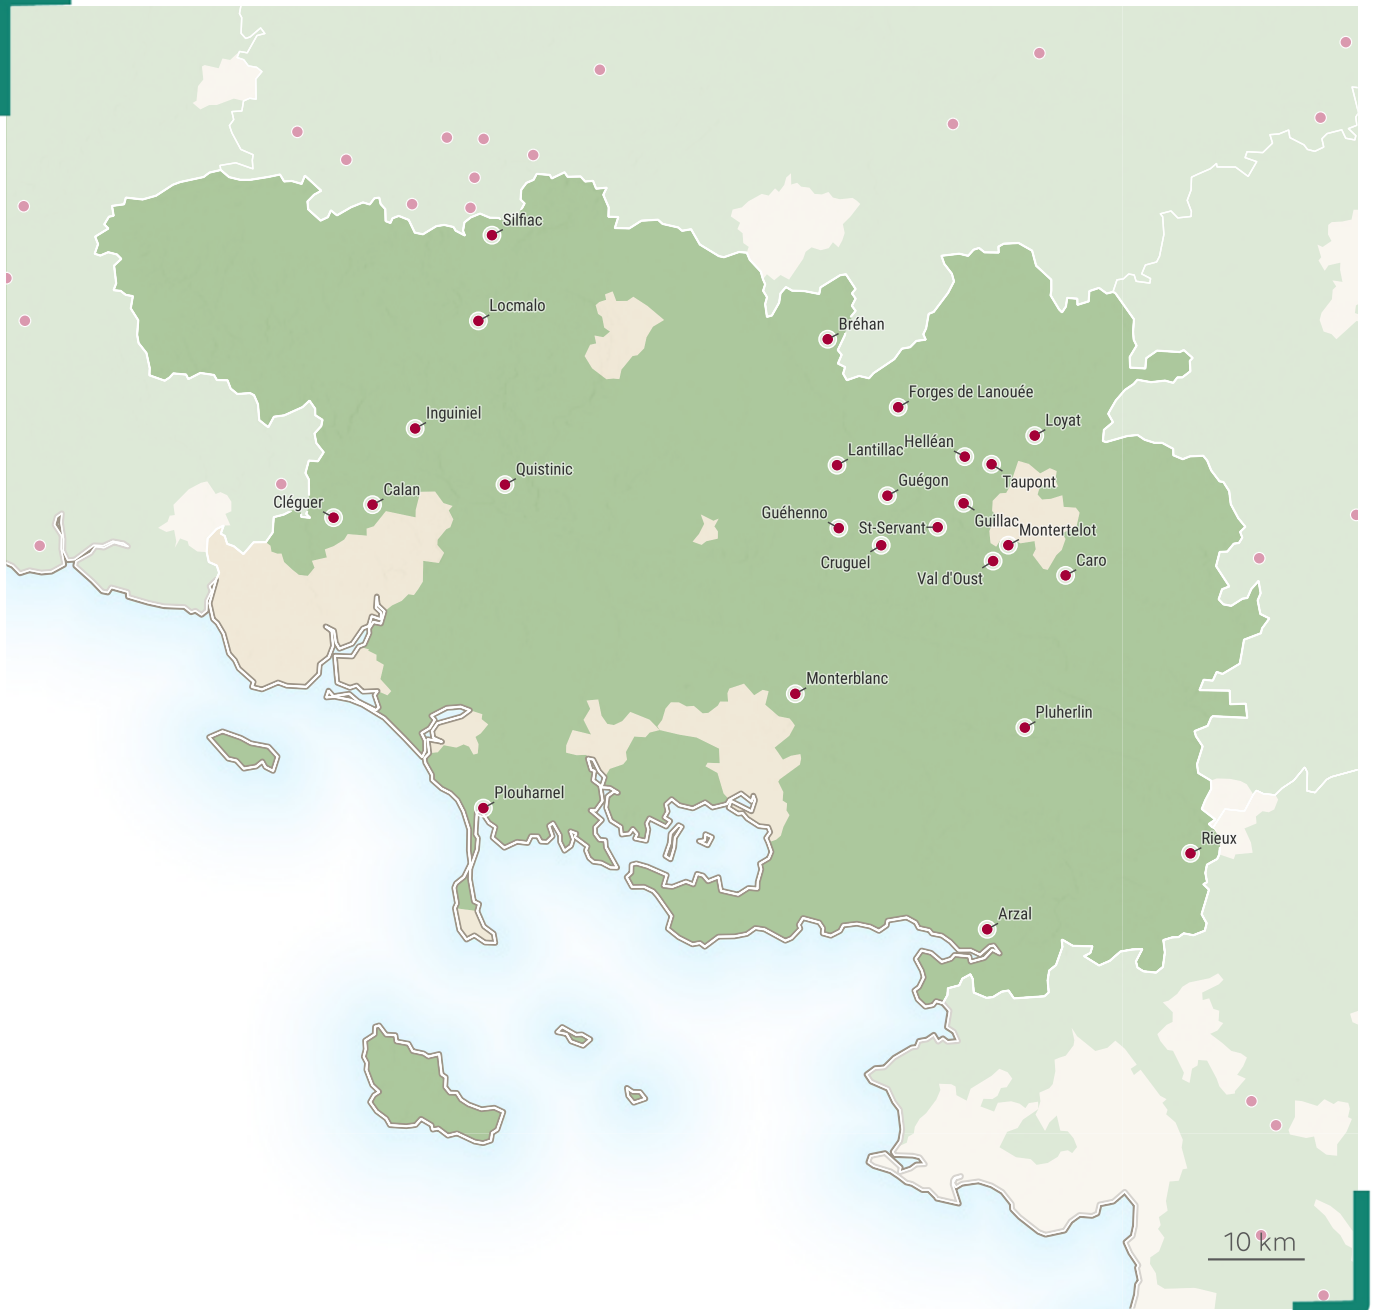 Silfiac
Locmalo
Bréhan
Forges de Lanouée
Inguiniel
Loyat
Helléan
Lantillac
Quistinic
Taupont
Guégon
Calan
Cléguer
Guéhenno
St-Servant
Guillac
Montertelot
Cruguel
Caro
Val d'Oust
Monterblanc
Pluherlin
Plouharnel
Rieux
Arzal
10 km